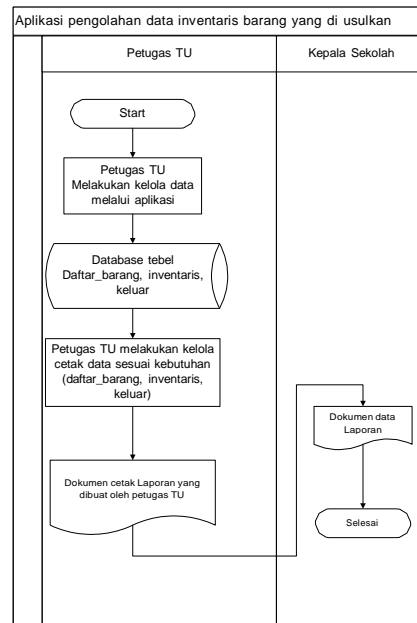 Aplikasi pengolahan data inventaris barang yang di usulkan
Petugas TU
Kepala Sekolah
Start
Petugas TU
Melakukan kelola data
melalui aplikasi
Database tebel
Daftar_barang, inventaris,
keluar
Petugas TU melakukan kelola
cetak data sesuai kebutuhan
(daftar_barang, inventaris,
keluar)
Dokumen cetak Laporan yang
dibuat oleh petugas TU
Dokumen data
Laporan
Selesai